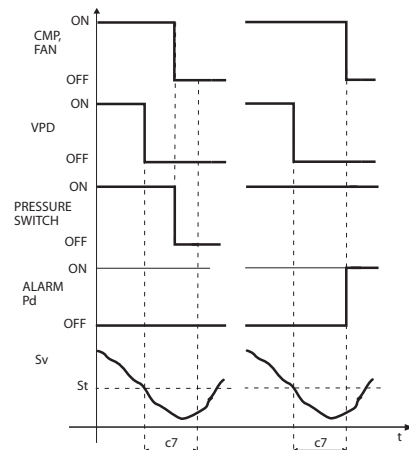 ON
CMP,
FAN
OFF
ON
VPD
OFF
ON
PRESSURE
SWITCH
OFF
ON
ALARM
Pd
OFF
Sv
St
t
c7 c7